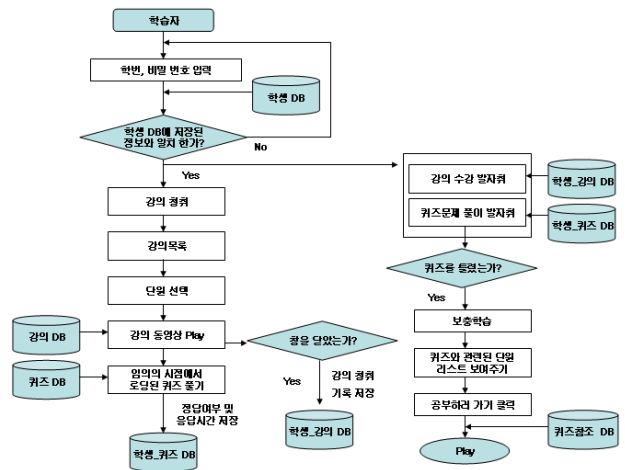 학습자
학번, 비밀 번호 입력
학생 DB
학생 DB에 저장된
정보와 일치 한가?
No
Yes
강의 청취
강의목록
단원 선택
강의 DB
강의 동영상 Play
퀴즈 DB
임의의 시점에서
로딩된 퀴즈 풀기
정답여부 및
응답시간 저장
학생_퀴즈 DB
창을 닫았는가?
Yes
강의 청취
기록 저장
학생_강의 DB
강의 수강 발자취
학생_강의 DB
퀴즈문제 풀이 발자취
학생_퀴즈 DB
퀴즈를 틀렸는가?
Yes
보충학습
퀴즈와 관련된 단원
리스트 보여주기
공부하러 가기 클릭
퀴즈참조 DB
Play